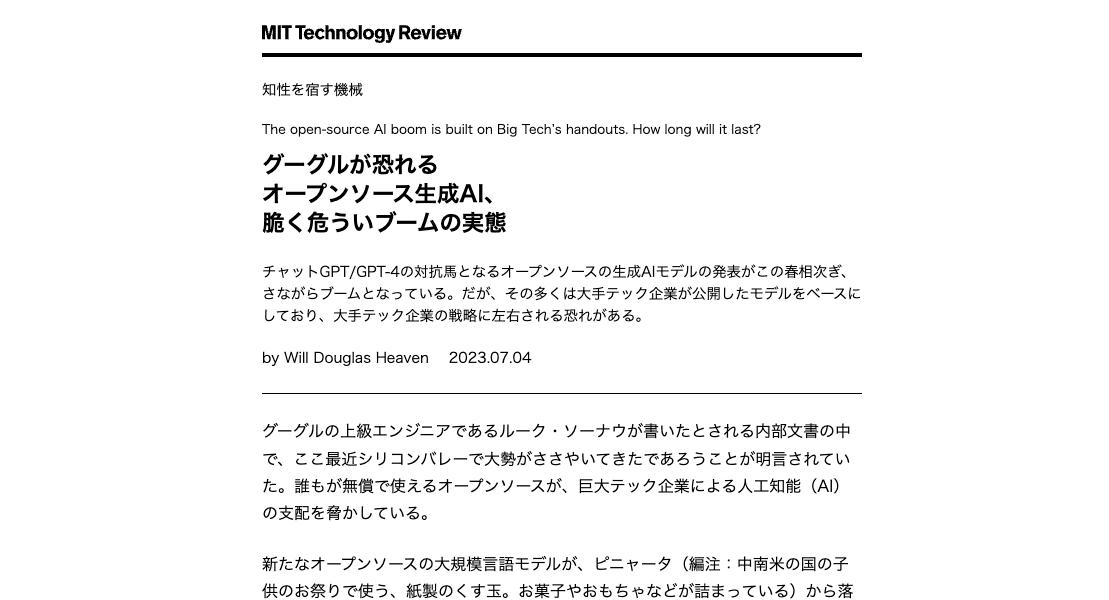 MIT Technology Review
知性を宿す機械
The open-source AI boom is built on Big Tech's handouts. How long will it last?
グーグルが恐れる
オープンソース生成AI、
脆く危ういブームの実態
チャットGPT/GPT-4の対抗馬となるオープンソースの生成AIモデルの発表がこの春相次ぎ、
さながらブームとなっている。だが、その多くは大手テック企業が公開したモデルをベースに
しており、大手テック企業の戦略に左右される恐れがある。
by Will Douglas Heaven 2023.07.04
グーグルの上級エンジニアであるルーク・ソーナウが書いたとされる内部文書の中
で、ここ最近シリコンバレーで大勢がささやいてきたであろうことが明言されてい
た。誰もが無償で使えるオープンソースが、巨大テック企業による人工知能（AI）
の支配を脅かしている。
新たなオープンソースの大規模言語モデルが、ピニャータ（編注：中南米の国の子
供のお祭りで使う、紙製のくす玉。お菓子やおもちゃなどが詰まっている）から落